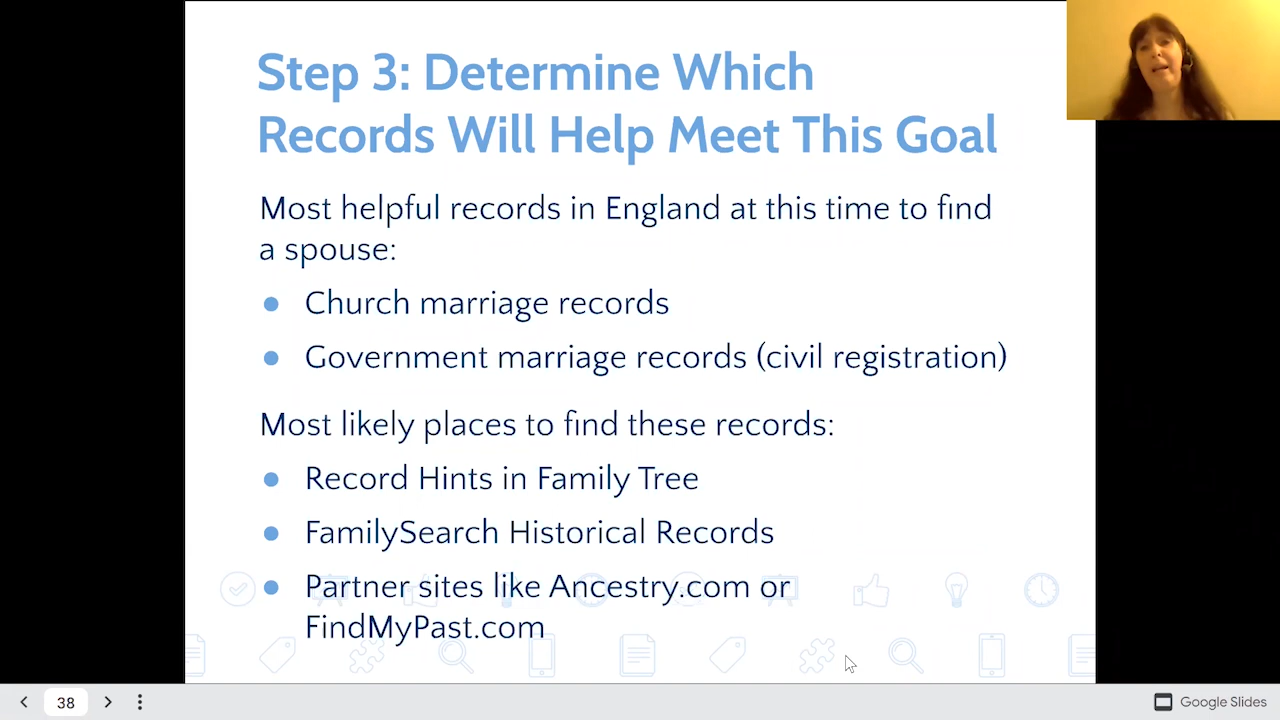 Step 3: Determine Which
Records Will Help Meet This Goal
Most helpful records in England at this time to find
a spouse:
● Church marriage records
● Government marriage records (civil registration)
Most likely places to find these records:
● Record Hints in Family Tree
● FamilySearch Historical Records
● Partner sites like Ancestry.com or
FindMyPast.com
38
Google Slides